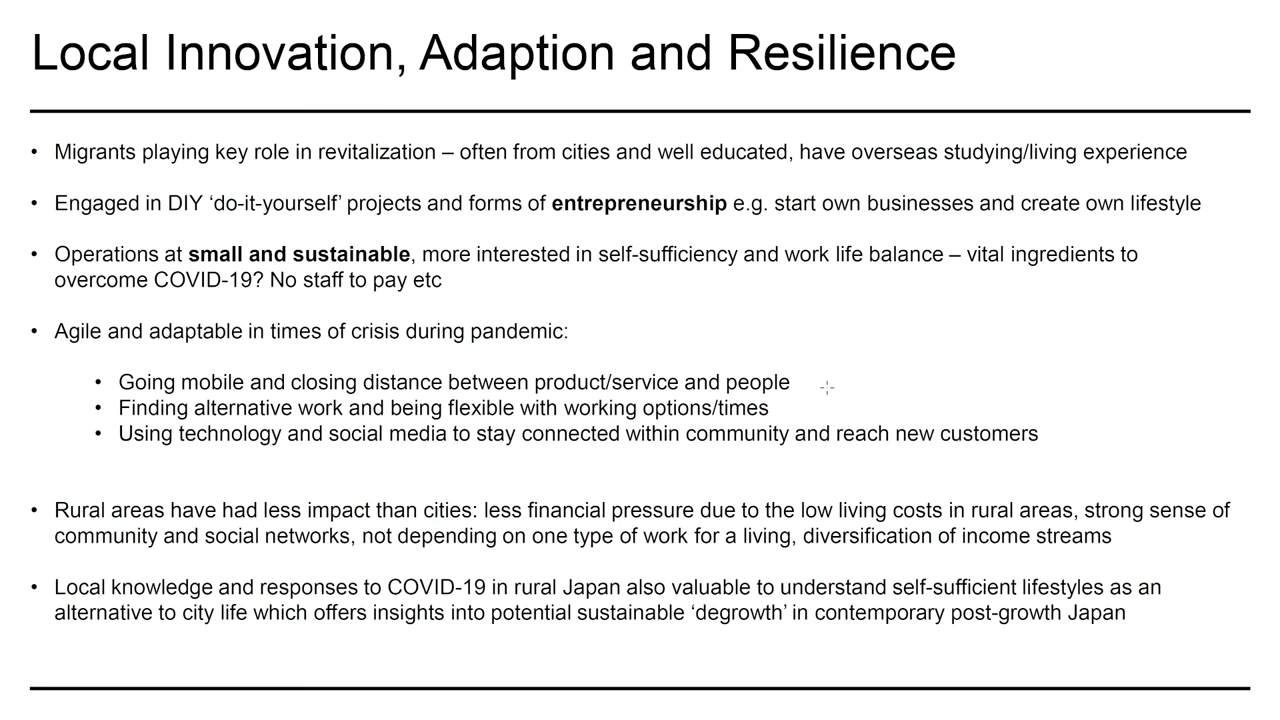 Local Innovation, Adaption and Resilience
• Migrants playing key role in revitalization – often from cities and well educated, have overseas studying/living experience
• Engaged in DIY ‘do-it-yourself’ projects and forms of entrepreneurship e.g. start own businesses and create own lifestyle
• Operations at small and sustainable, more interested in self-sufficiency and work life balance – vital ingredients to
overcome COVID-19? No staff to pay etc
• Agile and adaptable in times of crisis during pandemic:
• Going mobile and closing distance between product/service and people
• Finding alternative work and being flexible with working options/times
• Using technology and social media to stay connected within community and reach new customers
• Rural areas have had less impact than cities: less financial pressure due to the low living costs in rural areas, strong sense of
community and social networks, not depending on one type of work for a living, diversification of income streams
• Local knowledge and responses to COVID-19 in rural Japan also valuable to understand self-sufficient lifestyles as an
alternative to city life which offers insights into potential sustainable ‘degrowth’ in contemporary post-growth Japan